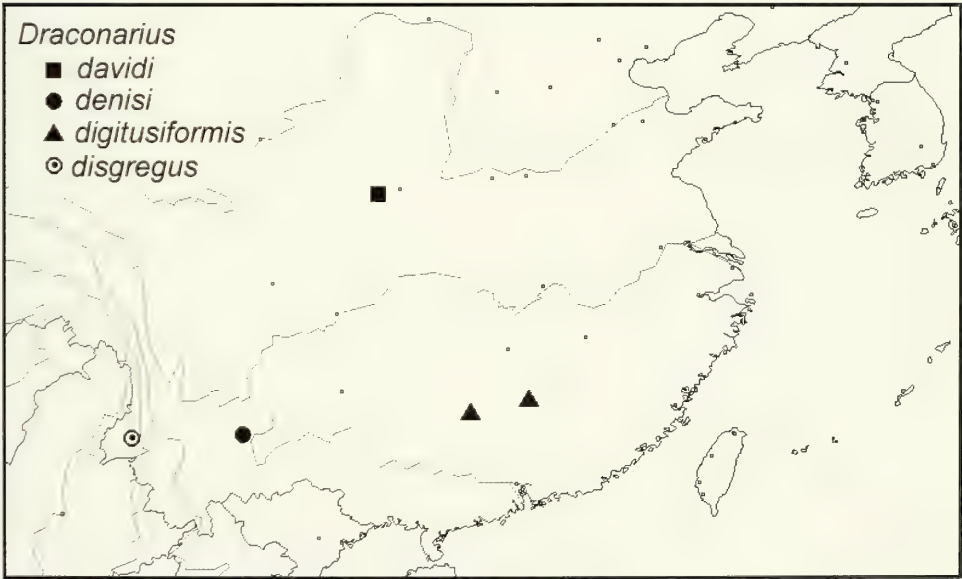 Draconarius
davidi
denisi
digitusiformis
disgregus